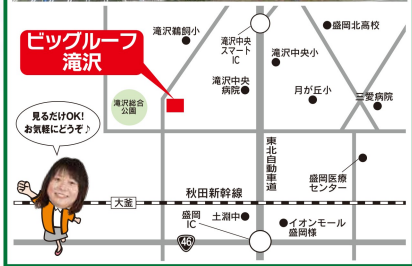 滝沢鵜飼小
盛岡北高校
ビッグルーフ
滝沢
滝沢中央
スマート
IC
滝沢中央小
滝沢中央
病院
月が丘小
三愛病院
滝沢総合
公園
見るだけOK!
お気軽にどうぞ♪
東北自動車道
盛岡医療
センター
秋田新幹線
大釜
盛岡
IC
土淵中
イオンモール
盛岡様
46